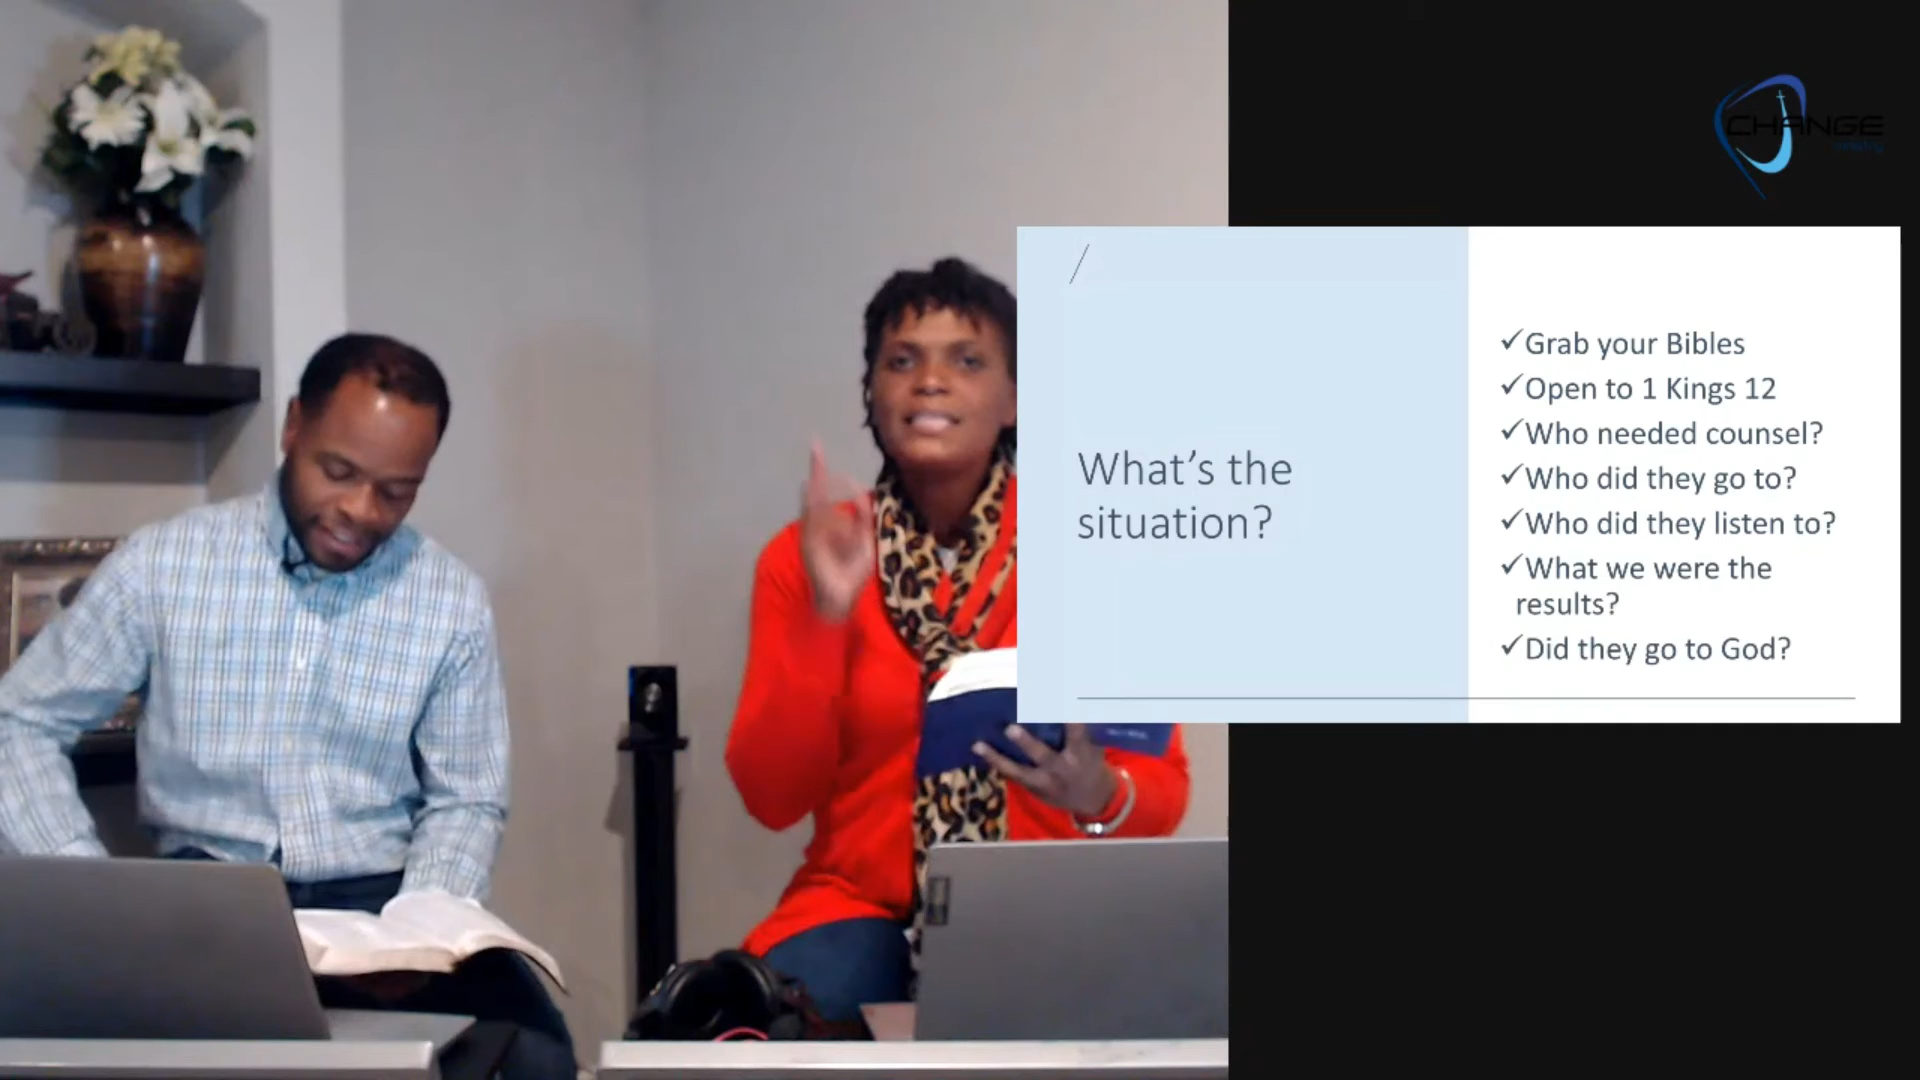 CHANGE
What's the
situation?
✓Grab your Bibles
✓Open to 1 Kings 12
✓Who needed counsel?
✓Who did they go to?
✓Who did they listen to?
✓What we were the
results?
✓Did they go to God?